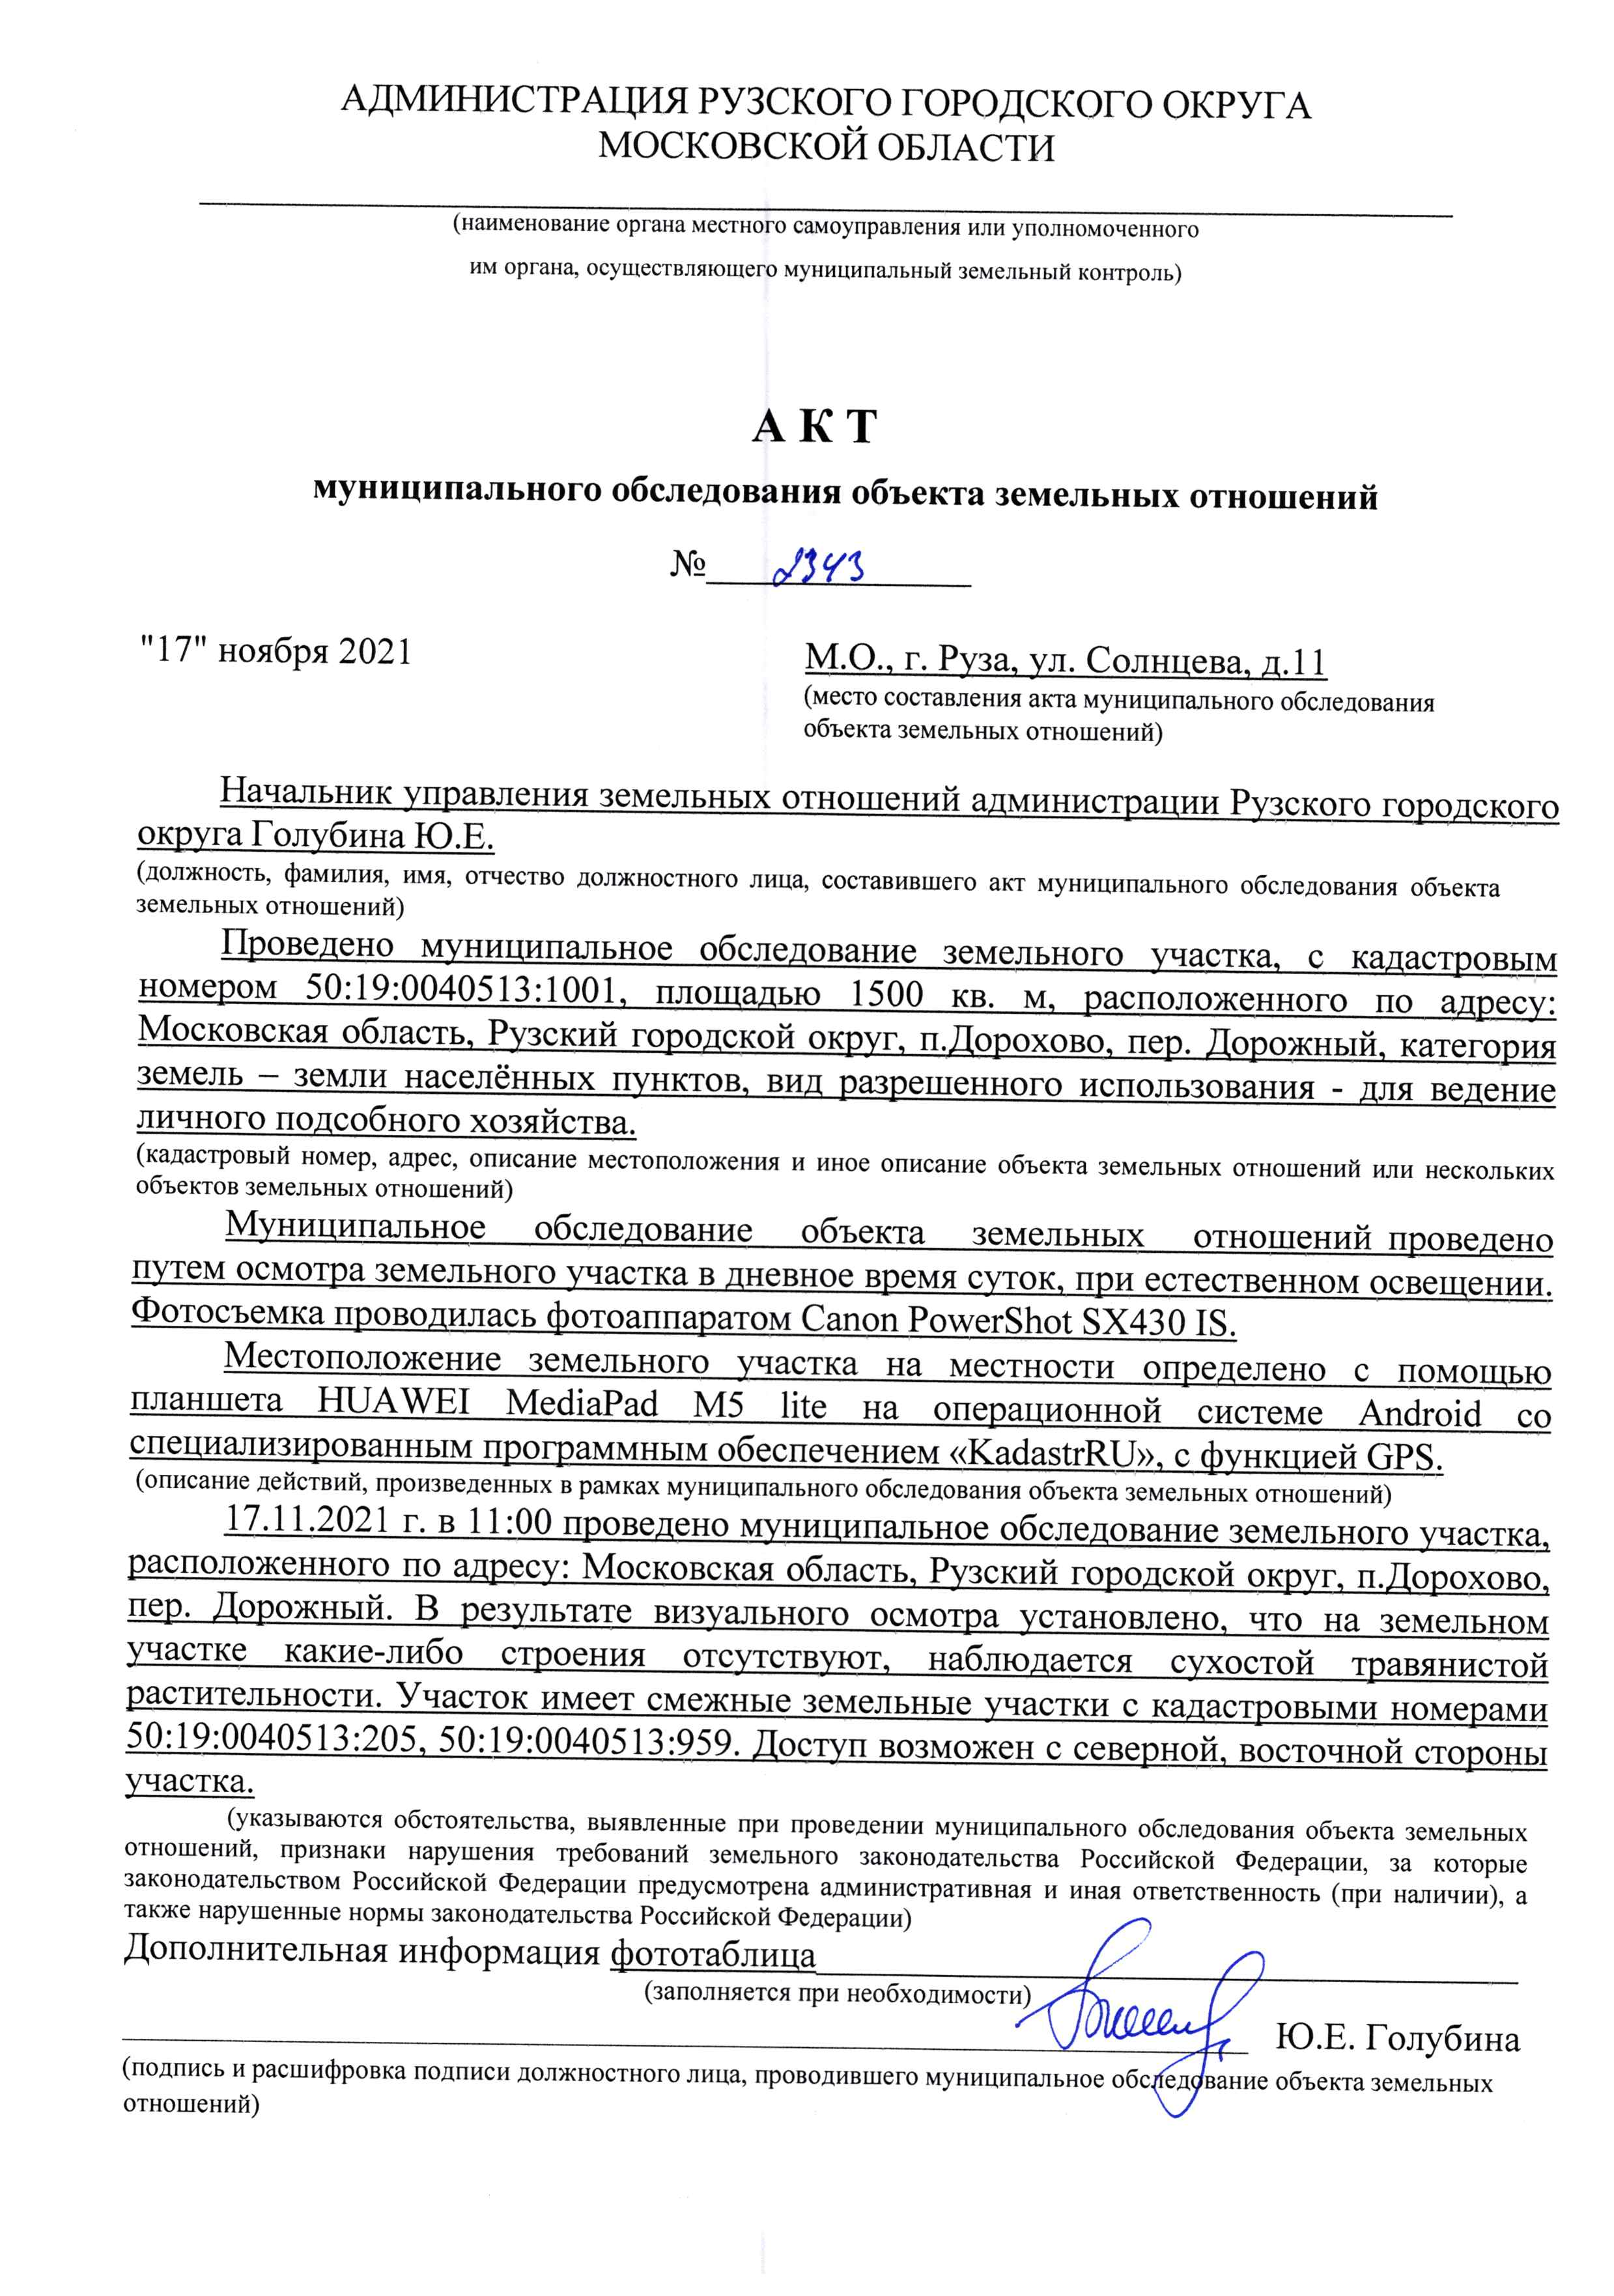 АДМИНИСТРАЦИЯ РУЗСКОГО ГОРОДСКОГО ОКРУГА
МОСКОВСКОЙ ОБЛАСТИ
(наименование органа местного самоуправления или уполномоченного
им органа, осуществляющего муниципальный земельный контроль)
А К Т
муниципального обследования объекта земельных отношений
№ 2343
"17" ноября 2021
М.О., г. Руза, ул. Солнцева, д.11
(место составления акта муниципального обследования
объекта земельных отношений)
Начальник управления земельных отношений администрации Рузского городского
округа Голубина Ю.Е.
(должность, фамилия, имя, отчество должностного лица, составившего акт муниципального обследования объекта
земельных отношений)
Проведено муниципальное обследование земельного участка, с кадастровым
номером 50:19:0040513:1001, площадью 1500 кв. м, расположенного по адресу:
Московская область, Рузский городской округ, п.Дорохово, пер. Дорожный, категория
земель – земли населённых пунктов, вид разрешенного использования - для ведение
личного подсобного хозяйства.
(кадастровый номер, адрес, описание местоположения и иное описание объекта земельных отношений или нескольких
объектов земельных отношений)
Муниципальное обследование объекта земельных отношений проведено
путем осмотра земельного участка в дневное время суток, при естественном освещении.
Фотосъемка проводилась фотоаппаратом Canon PowerShot SX430 IS.
Местоположение земельного участка на местности определено с помощью
планшета HUAWEI MediaPad M5 lite на операционной системе Android со
специализированным программным обеспечением «KadastrRU», с функцией GPS.
(описание действий, произведенных в рамках муниципального обследования объекта земельных отношений)
17.11.2021 г. в 11:00 проведено муниципальное обследование земельного участка,
расположенного по адресу: Московская область, Рузский городской округ, п.Дорохово,
пер. Дорожный. В результате визуального осмотра установлено, что на земельном
участке какие-либо строения отсутствуют, наблюдается сухостой травянистой
растительности. Участок имеет смежные земельные участки с кадастровыми номерами
50:19:0040513:205, 50:19:0040513:959. Доступ возможен с северной, восточной стороны
участка.
(указываются обстоятельства, выявленные при проведении муниципального обследования объекта земельных
отношений, признаки нарушения требований земельного законодательства Российской Федерации, за которые
законодательством Российской Федерации предусмотрена административная и иная ответственность (при наличии), а
также нарушенные нормы законодательства Российской Федерации)
Дополнительная информация фототаблица
(заполняется при необходимости)
Ю.Е. Голубина
(подпись и расшифровка подписи должностного лица, проводившего муниципальное обследование объекта земельных
отношений)